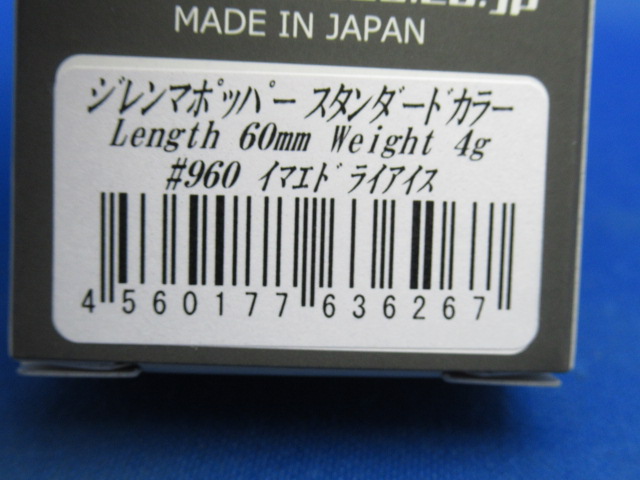 MADE IN JAPAN
ジレンマポッパー スタンダードカラー
Length 60mm Weight 4g
#960 イマエドライアイス
4 560177 636267